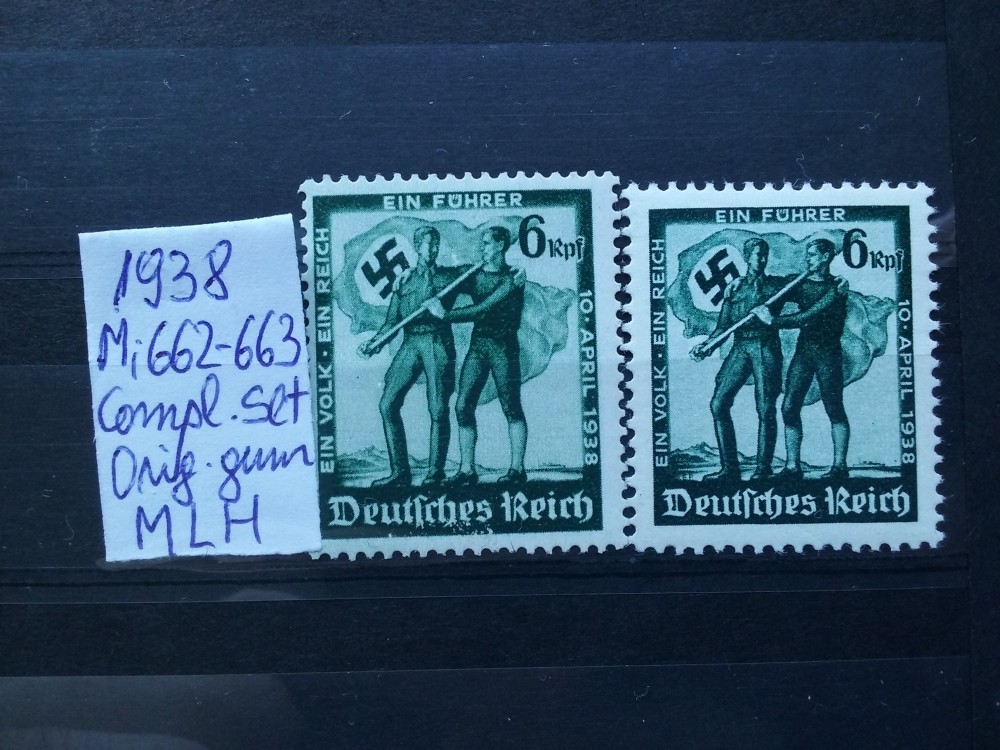 1938
Mi 662-663
Compl. set
Orig. gum
MLH
EIN FÜHRER
EIN VOLK · EIN REICH
6 Rpf
10 · APRIL 1938
Deutsches Reich
EIN FÜHRER
EIN VOLK · EIN REICH
6 Rpf
10 · APRIL 1938
Deutsches Reich